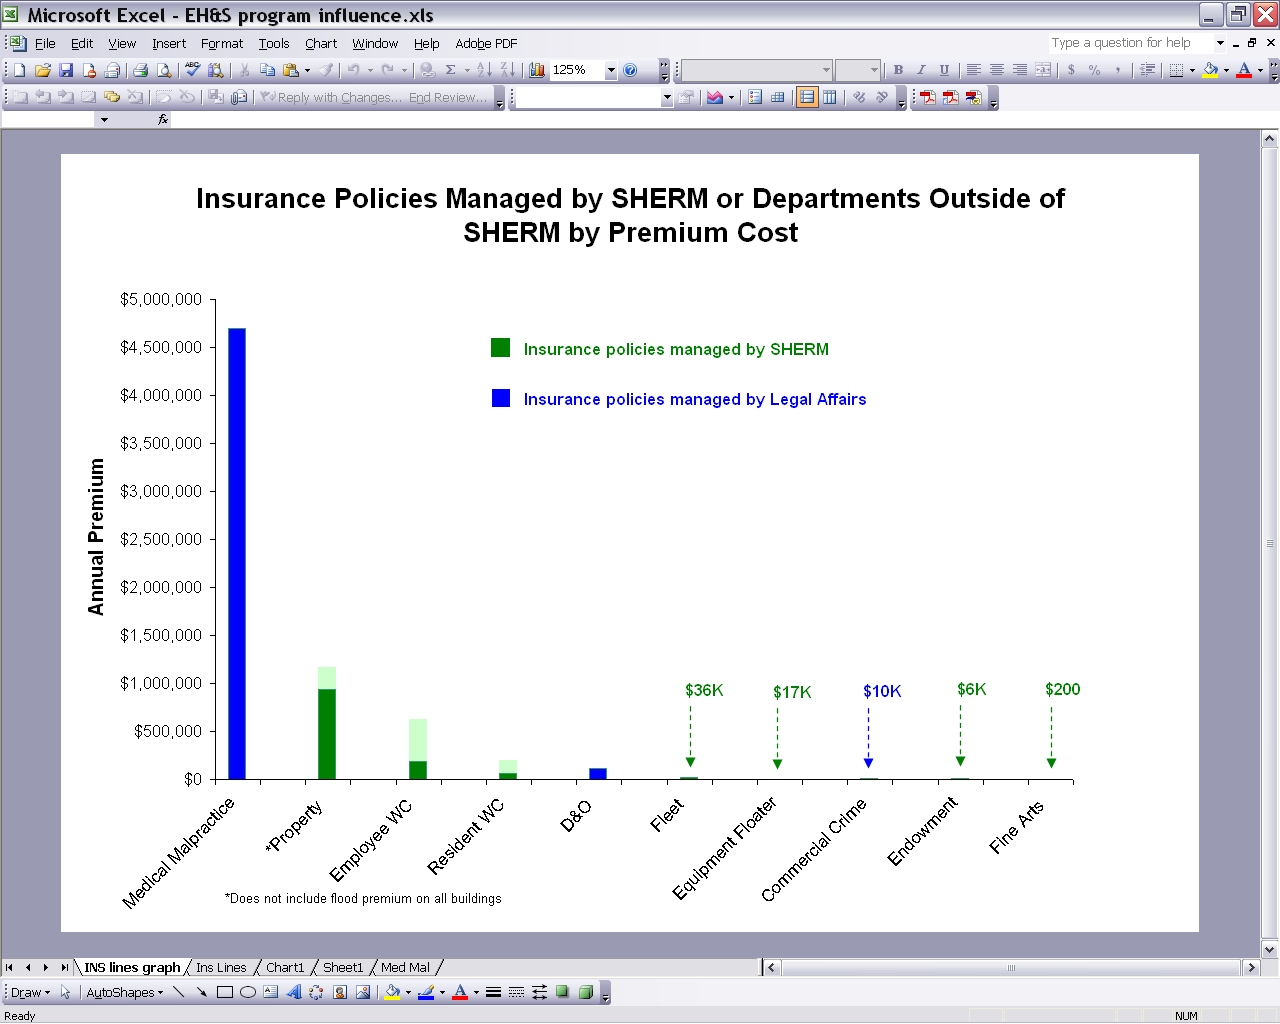 Microsoft Excel - EH&S program influence.xls
File Edit View Insert Format Tools Chart Window Help Adobe PDF Type a question for help
125%
Reply with Changes... End Review...
fx
Insurance Policies Managed by SHERM or Departments Outside of
SHERM by Premium Cost
Annual Premium
$5,000,000
$4,500,000
$4,000,000
$3,500,000
$3,000,000
$2,500,000
$2,000,000
$1,500,000
$1,000,000
$500,000
$0
Insurance policies managed by SHERM
Insurance policies managed by Legal Affairs
$36K $17K $10K $6K $200
Medical Malpractice
*Property
Employee WC
Resident WC
D&O
Fleet
Equipment Floater
Commercial Crime
Endowment
Fine Arts
*Does not include flood premium on all buildings
INS lines graph Ins Lines Chart1 Sheet1 Med Mal
Draw AutoShapes
Ready NUM